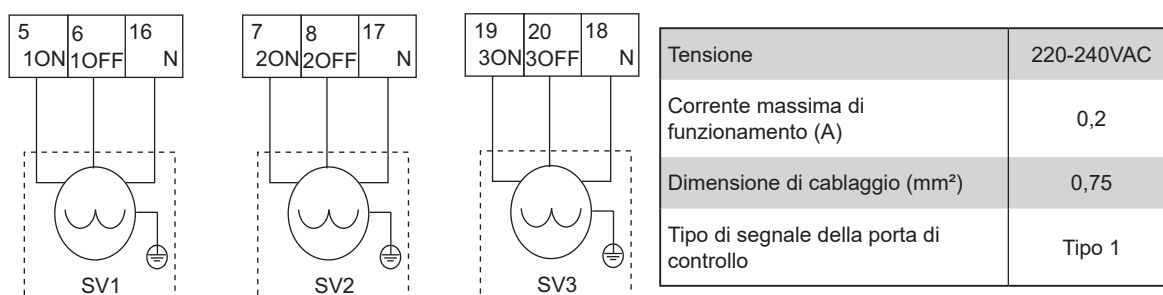 5 6 16
1ON 1OFF N
SV1
7 8 17
2ON 2OFF N
SV2
19 20 18
3ON 3OFF N
SV3
Tensione 220-240VAC
Corrente massima di
funzionamento (A) 0,2
Dimensione di cablaggio (mm²) 0,75
Tipo di segnale della porta di
controllo Tipo 1